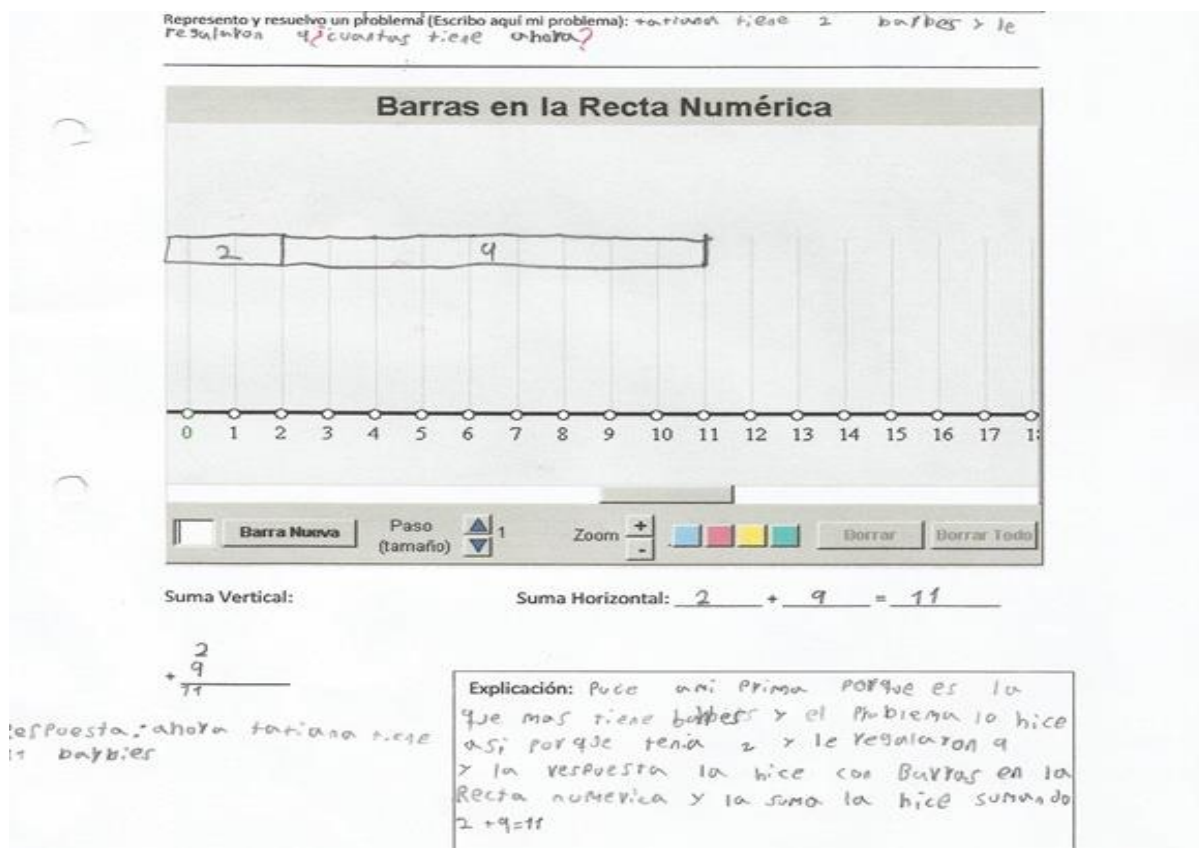 Represento y resuelvo un problema (Escribo aquí mi problema): tatiana tiene 2 barbes y le
regalaron 9¿cuantas tiene ahora?
Barras en la Recta Numérica
2 9
0 1 2 3 4 5 6 7 8 9 10 11 12 13 14 15 16 17 1
Barra Nueva Paso (tamaño) 1 Zoom + - Borrar Borrar Todo
Suma Vertical: Suma Horizontal: 2 + 9 = 11
2
+ 9
11
espuesta: ahora tatiana tiene
11 barbies
Explicación: Puce ami Prima porque es la
que mas tiene barbess y el Problema lo hice
asi porque tenia 2 y le regalaron 9
y la respuesta la hice con Barras en la
Recta numerica y la suma la hice sumando
2+9=11